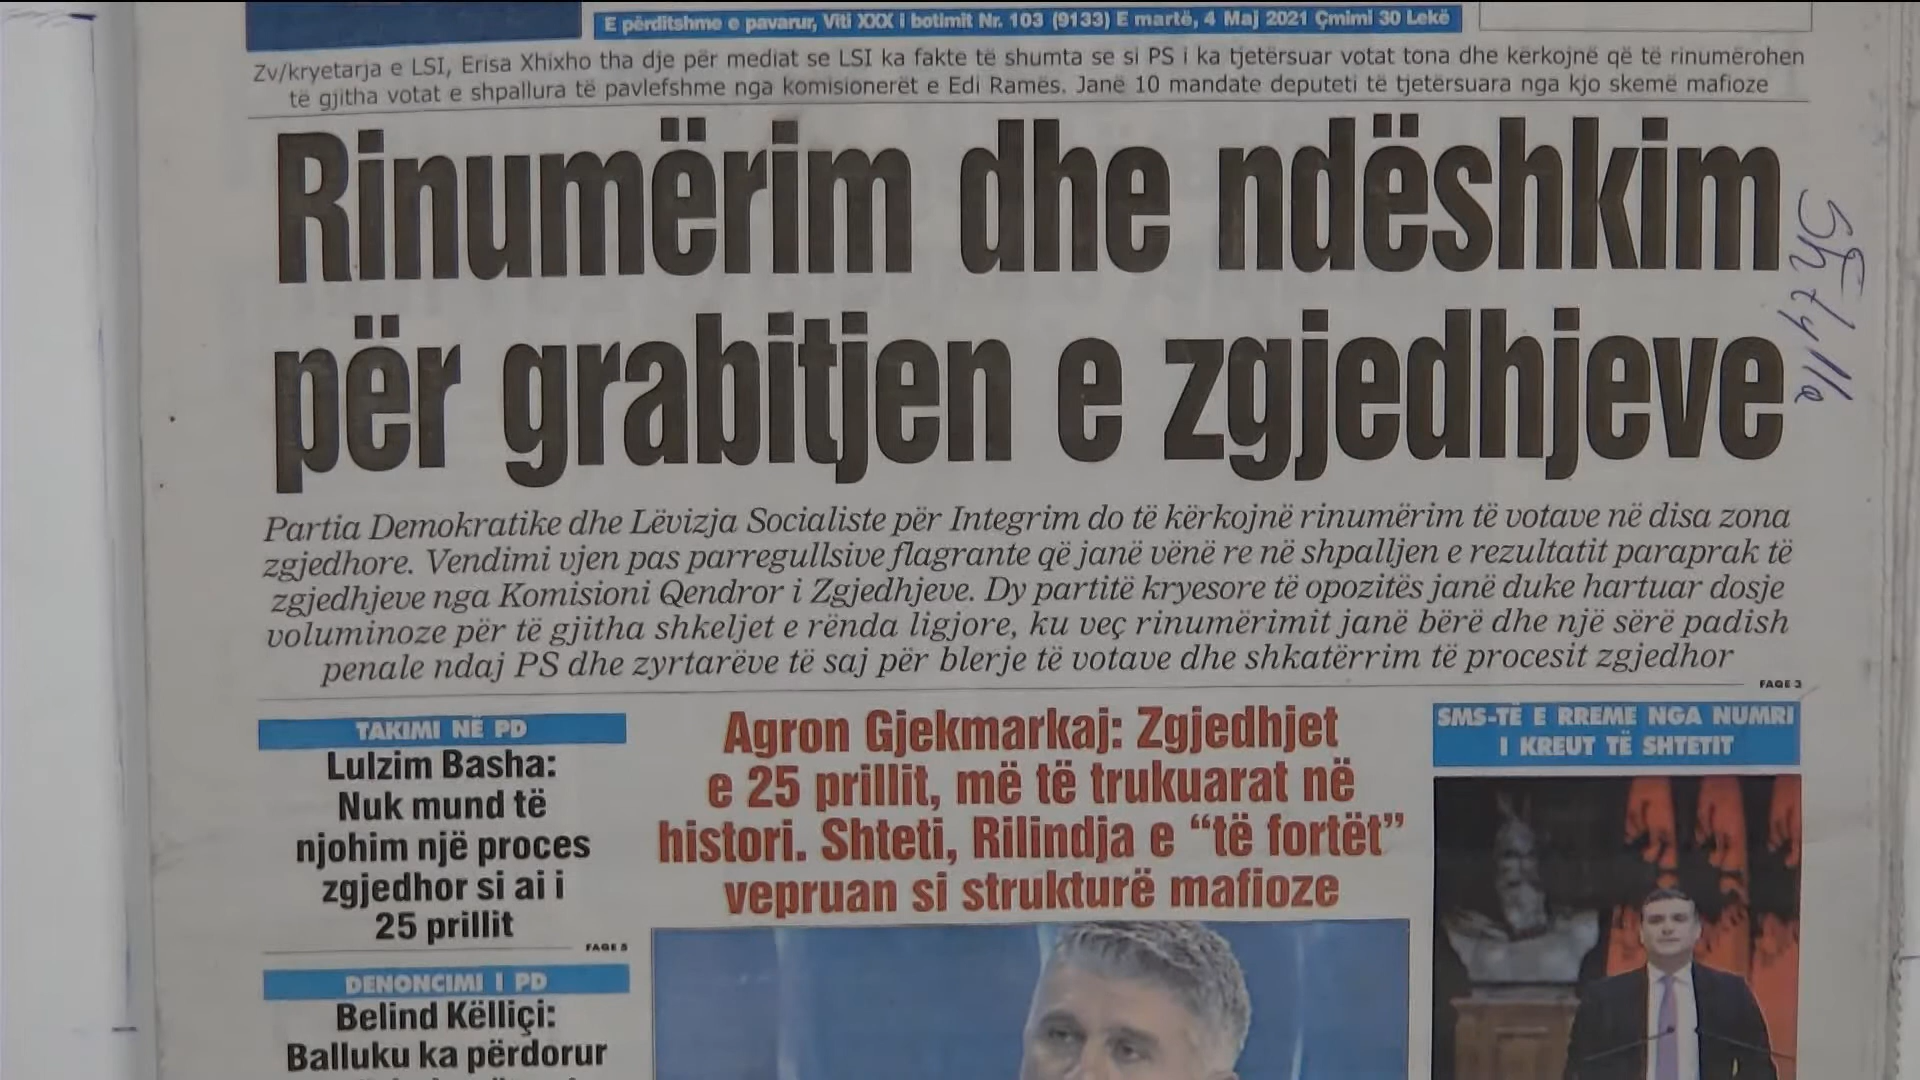 E përditshme e pavarur, Viti XXX i botimit Nr. 103 (9133) E martë, 4 Maj 2021 Çmimi 30 Lekë
Zv/kryetarja e LSI, Erisa Xhixho tha dje për mediat se LSI ka fakte të shumta se si PS i ka tjetërsuar votat tona dhe kërkojnë që të rinumërohen
të gjitha votat e shpallura të pavlefshme nga komisionerët e Edi Ramës. Janë 10 mandate deputeti të tjetërsuara nga kjo skemë mafioze
Rinumërim dhe ndëshkim
për grabitjen e zgjedhjeve
Shtylla
Partia Demokratike dhe Lëvizja Socialiste për Integrim do të kërkojnë rinumërim të votave në disa zona
zgjedhore. Vendimi vjen pas parregullsive flagrante që janë vënë re në shpalljen e rezultatit paraprak të
zgjedhjeve nga Komisioni Qendror i Zgjedhjeve. Dy partitë kryesore të opozitës janë duke hartuar dosje
voluminoze për të gjitha shkeljet e rënda ligjore, ku veç rinumërimit janë bërë dhe një sërë padish
penale ndaj PS dhe zyrtarëve të saj për blerje të votave dhe shkatërrim të procesit zgjedhor
FAQE 3
TAKIMI NË PD
Lulzim Basha:
Nuk mund të
njohim një proces
zgjedhor si ai i
25 prillit
FAQE 5
DENONCIMI I PD
Belind Këlliçi:
Balluku ka përdorur
Agron Gjekmarkaj: Zgjedhjet
e 25 prillit, më të trukuarat në
histori. Shteti, Rilindja e “të fortët”
vepruan si strukturë mafioze
SMS-TË E RREME NGA NUMRI
I KREUT TË SHTETIT